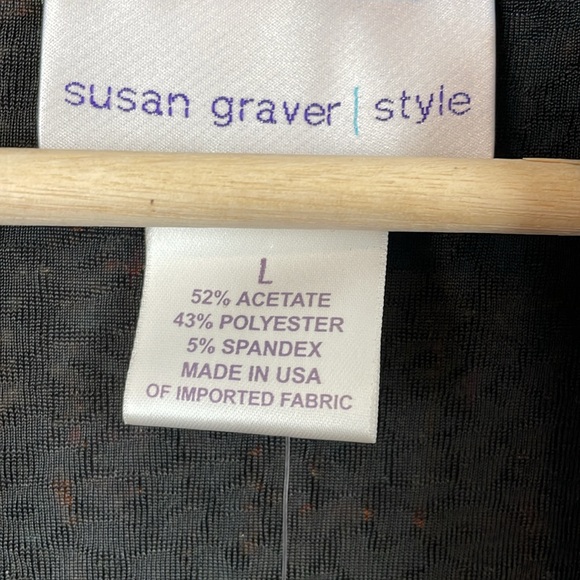 susan graver | style
L
52% ACETATE
43% POLYESTER
5% SPANDEX
MADE IN USA
OF IMPORTED FABRIC